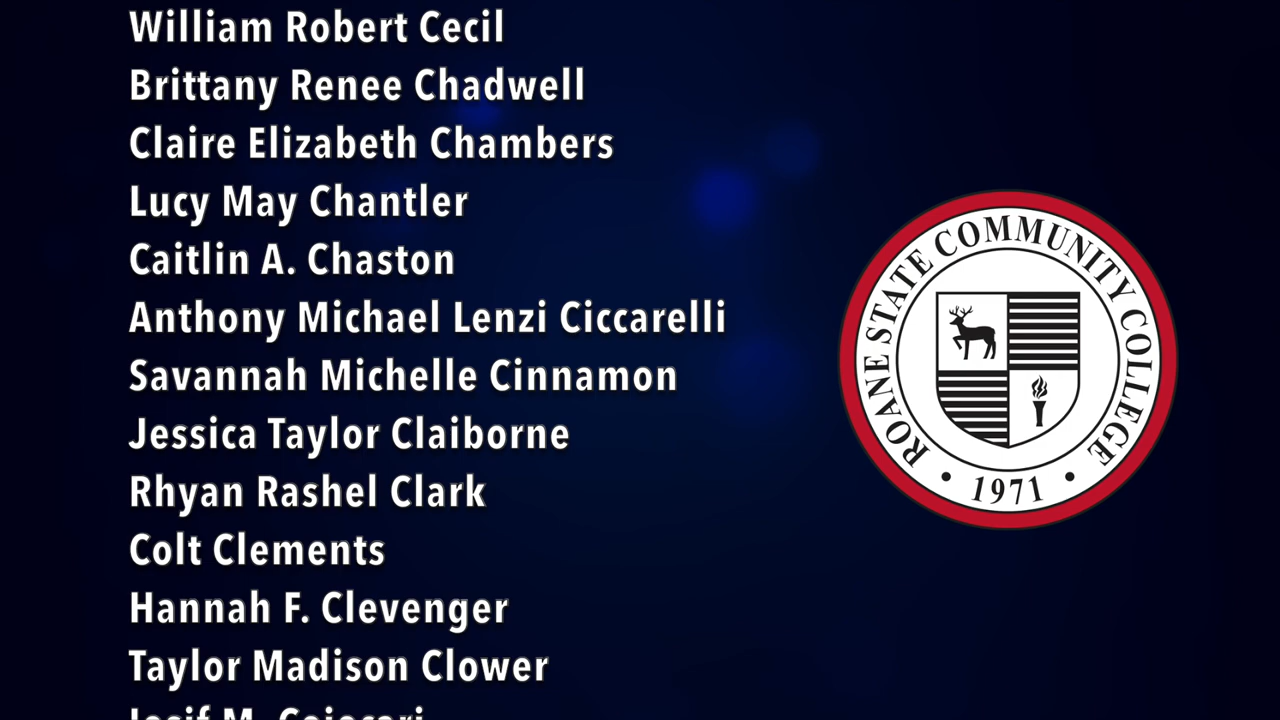 William Robert Cecil
Brittany Renee Chadwell
Claire Elizabeth Chambers
Lucy May Chantler
Caitlin A. Chaston
Anthony Michael Lenzi Ciccarelli
Savannah Michelle Cinnamon
Jessica Taylor Claiborne
Rhyan Rashel Clark
Colt Clements
Hannah F. Clevenger
Taylor Madison Clower
ROANE STATE COMMUNITY COLLEGE
• 1971 •